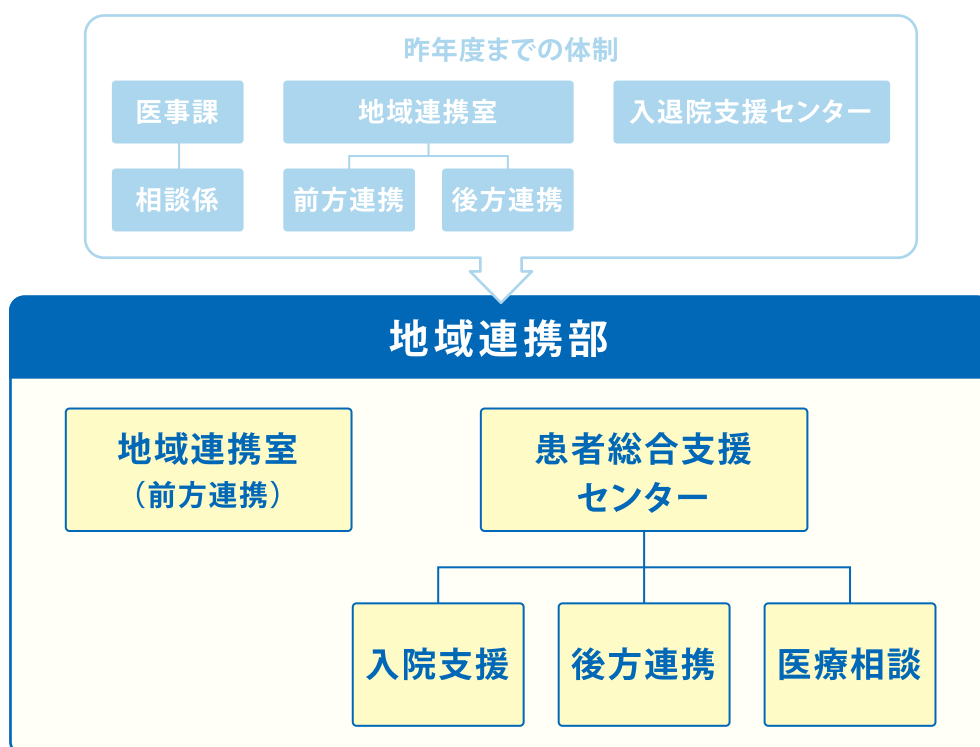 昨年度までの体制
医事課
地域連携室
入退院支援センター
相談係
前方連携
後方連携
地域連携部
地域連携室
（前方連携）
患者総合支援
センター
入院支援
後方連携
医療相談